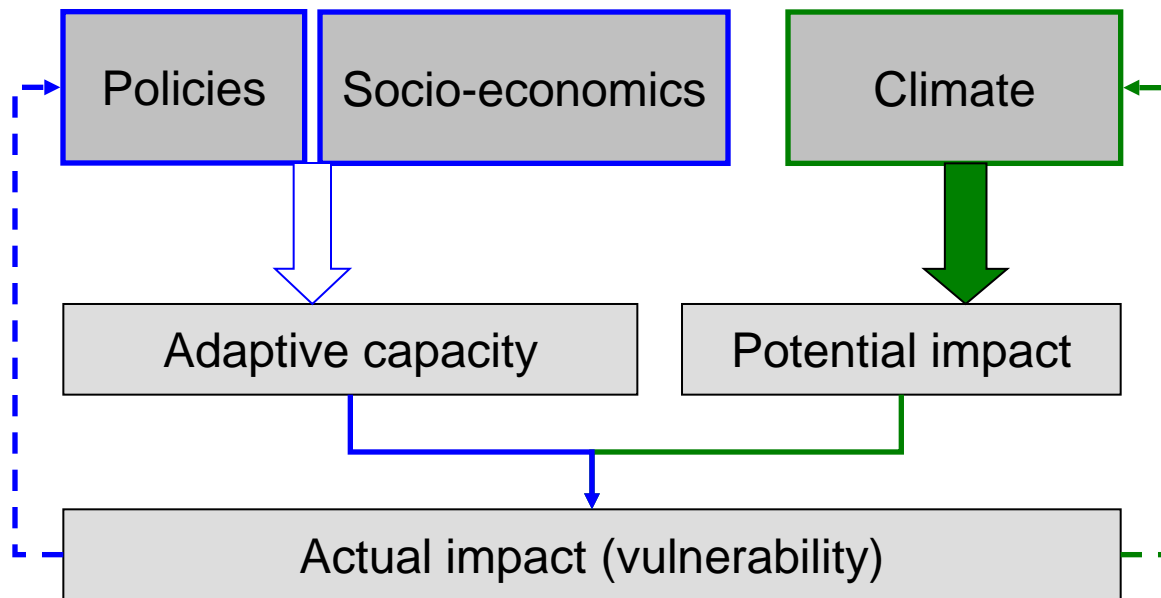 Policies
Socio-economics
Climate
Adaptive capacity
Potential impact
Actual impact (vulnerability)